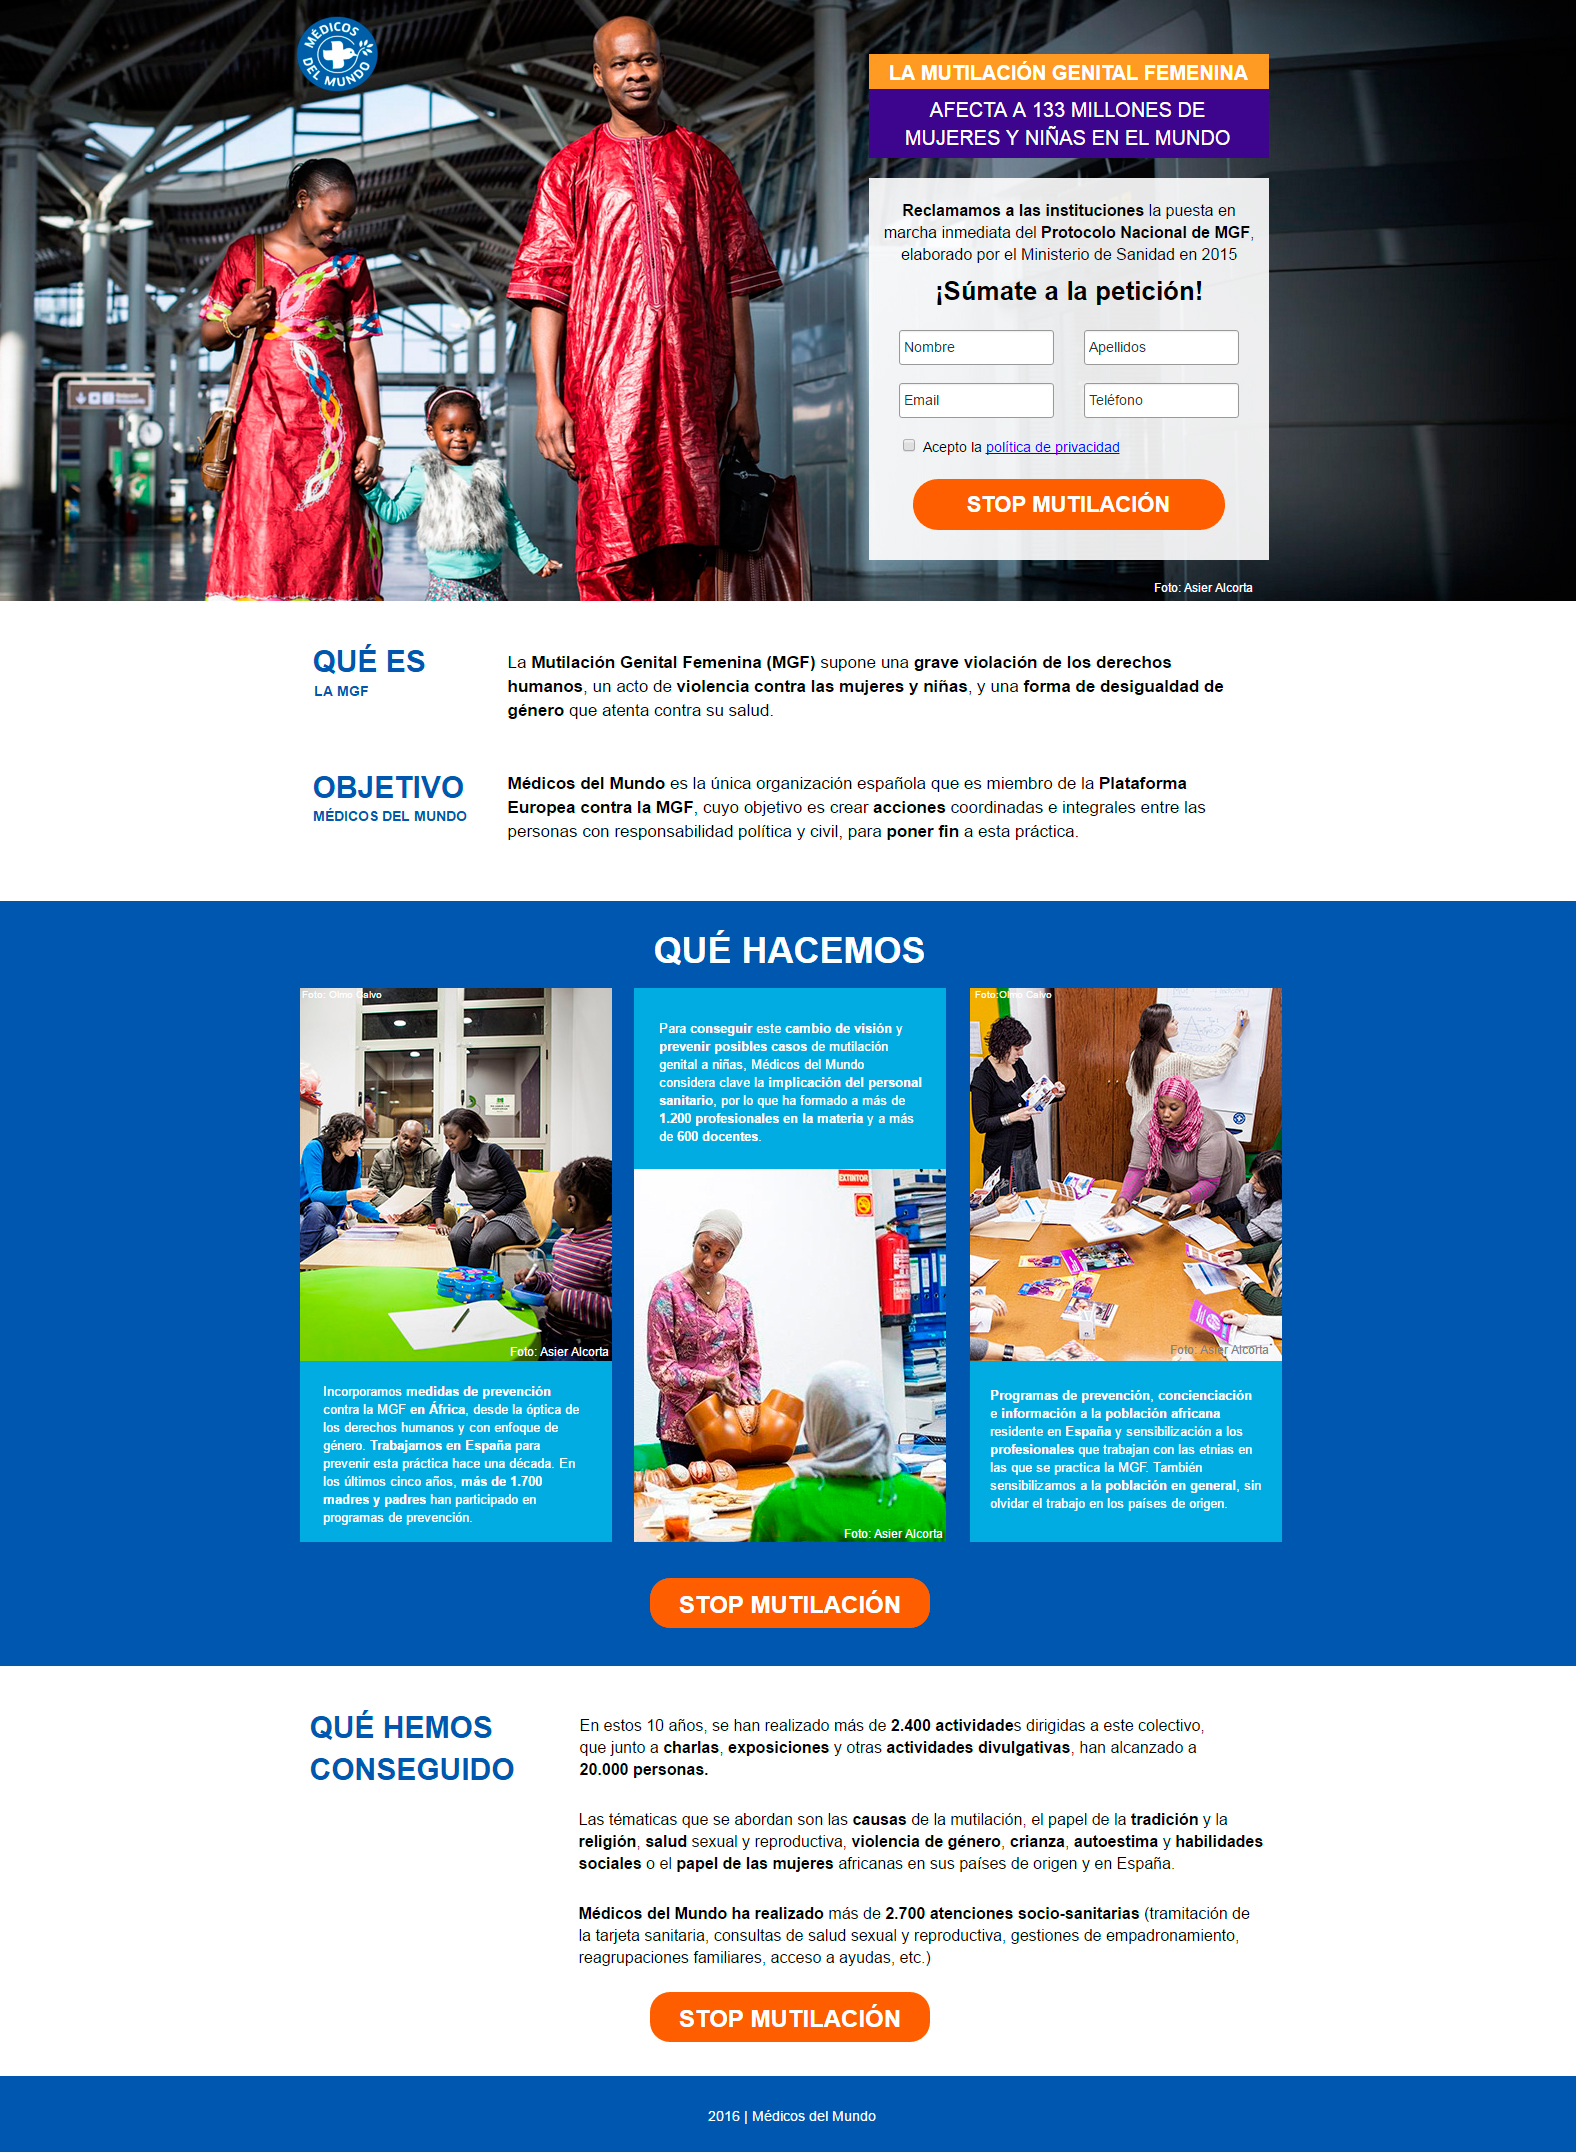 MÉDICOS
DEL MUNDO
LA MUTILACIÓN GENITAL FEMENINA
AFECTA A 133 MILLONES DE
MUJERES Y NIÑAS EN EL MUNDO
Reclamamos a las instituciones la puesta en
marcha inmediata del Protocolo Nacional de MGF,
elaborado por el Ministerio de Sanidad en 2015
¡Súmate a la petición!
Nombre
Apellidos
Email
Teléfono
Acepto la política de privacidad
STOP MUTILACIÓN
Foto: Asier Alcorta
QUÉ ES
LA MGF
La Mutilación Genital Femenina (MGF) supone una grave violación de los derechos
humanos, un acto de violencia contra las mujeres y niñas, y una forma de desigualdad de
género que atenta contra su salud.
OBJETIVO
MÉDICOS DEL MUNDO
Médicos del Mundo es la única organización española que es miembro de la Plataforma
Europea contra la MGF, cuyo objetivo es crear acciones coordinadas e integrales entre las
personas con responsabilidad política y civil, para poner fin a esta práctica.
QUÉ HACEMOS
Foto: Olmo Calvo
Foto: Asier Alcorta
Incorporamos medidas de prevención
contra la MGF en África, desde la óptica de
los derechos humanos y con enfoque de
género. Trabajamos en España para
prevenir esta práctica hace una década. En
los últimos cinco años, más de 1.700
madres y padres han participado en
programas de prevención.
Para conseguir este cambio de visión y
prevenir posibles casos de mutilación
genital a niñas, Médicos del Mundo
considera clave la implicación del personal
sanitario, por lo que ha formado a más de
1.200 profesionales en la materia y a más
de 600 docentes.
EXTINTOR
Foto: Asier Alcorta
Foto:Olmo Calvo
Foto: Asier Alcorta
Programas de prevención, concienciación
e información a la población africana
residente en España y sensibilización a los
profesionales que trabajan con las etnias en
las que se practica la MGF. También
sensibilizamos a la población en general, sin
olvidar el trabajo en los países de origen.
STOP MUTILACIÓN
QUÉ HEMOS
CONSEGUIDO
En estos 10 años, se han realizado más de 2.400 actividades dirigidas a este colectivo,
que junto a charlas, exposiciones y otras actividades divulgativas, han alcanzado a
20.000 personas.
Las tématicas que se abordan son las causas de la mutilación, el papel de la tradición y la
religión, salud sexual y reproductiva, violencia de género, crianza, autoestima y habilidades
sociales o el papel de las mujeres africanas en sus países de origen y en España.
Médicos del Mundo ha realizado más de 2.700 atenciones socio-sanitarias (tramitación de
la tarjeta sanitaria, consultas de salud sexual y reproductiva, gestiones de empadronamiento,
reagrupaciones familiares, acceso a ayudas, etc.)
STOP MUTILACIÓN
2016 | Médicos del Mundo